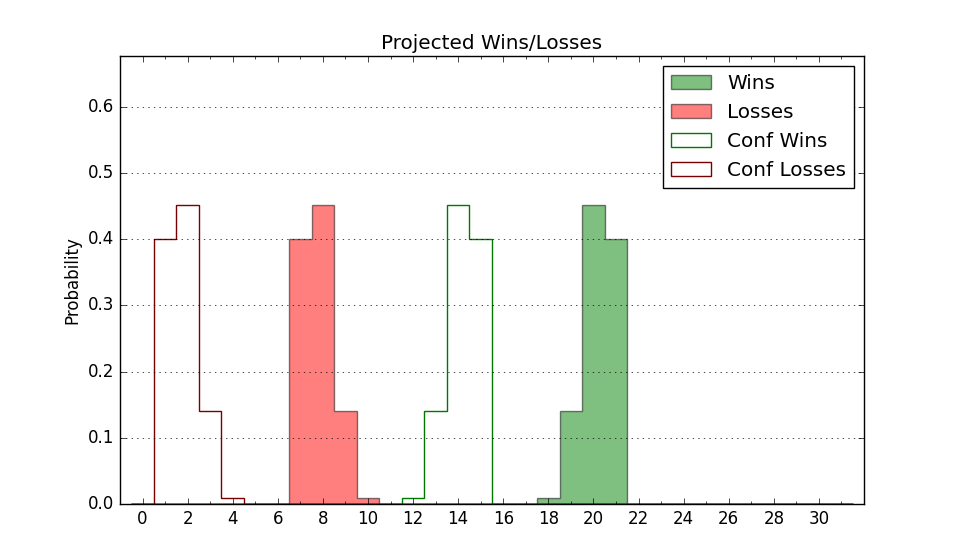 Projected Wins/Losses
Wins
Losses
Conf Wins
Conf Losses
Probability
0.6
0.5
0.4
0.3
0.2
0.1
0.0
0 2 4 6 8 10 12 14 16 18 20 22 24 26 28 30